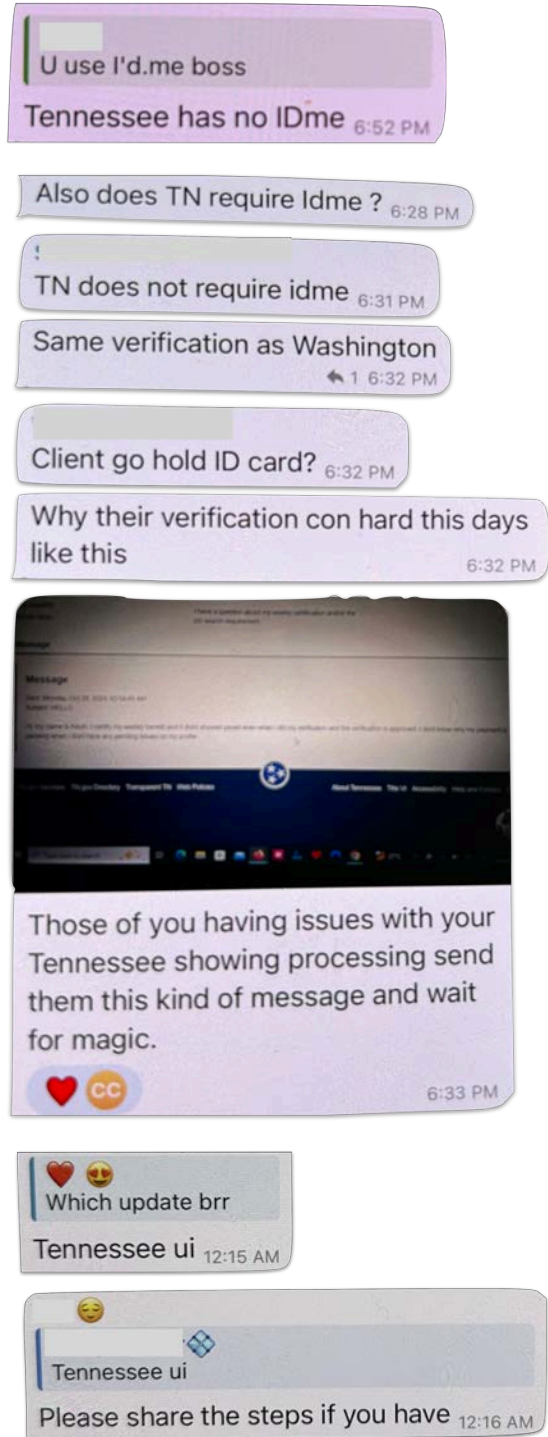 U use I'd.me boss
Tennessee has no IDme 6:52 PM
Also does TN require Idme ? 6:28 PM
TN does not require idme 6:31 PM
Same verification as Washington
1 6:32 PM
Client go hold ID card? 6:32 PM
Why their verification con hard this days
like this 6:32 PM
Message
Message
About Tennessee
Those of you having issues with your
Tennessee showing processing send
them this kind of message and wait
for magic.
CC
6:33 PM
Which update brr
Tennessee ui 12:15 AM
Tennessee ui
Please share the steps if you have 12:16 AM